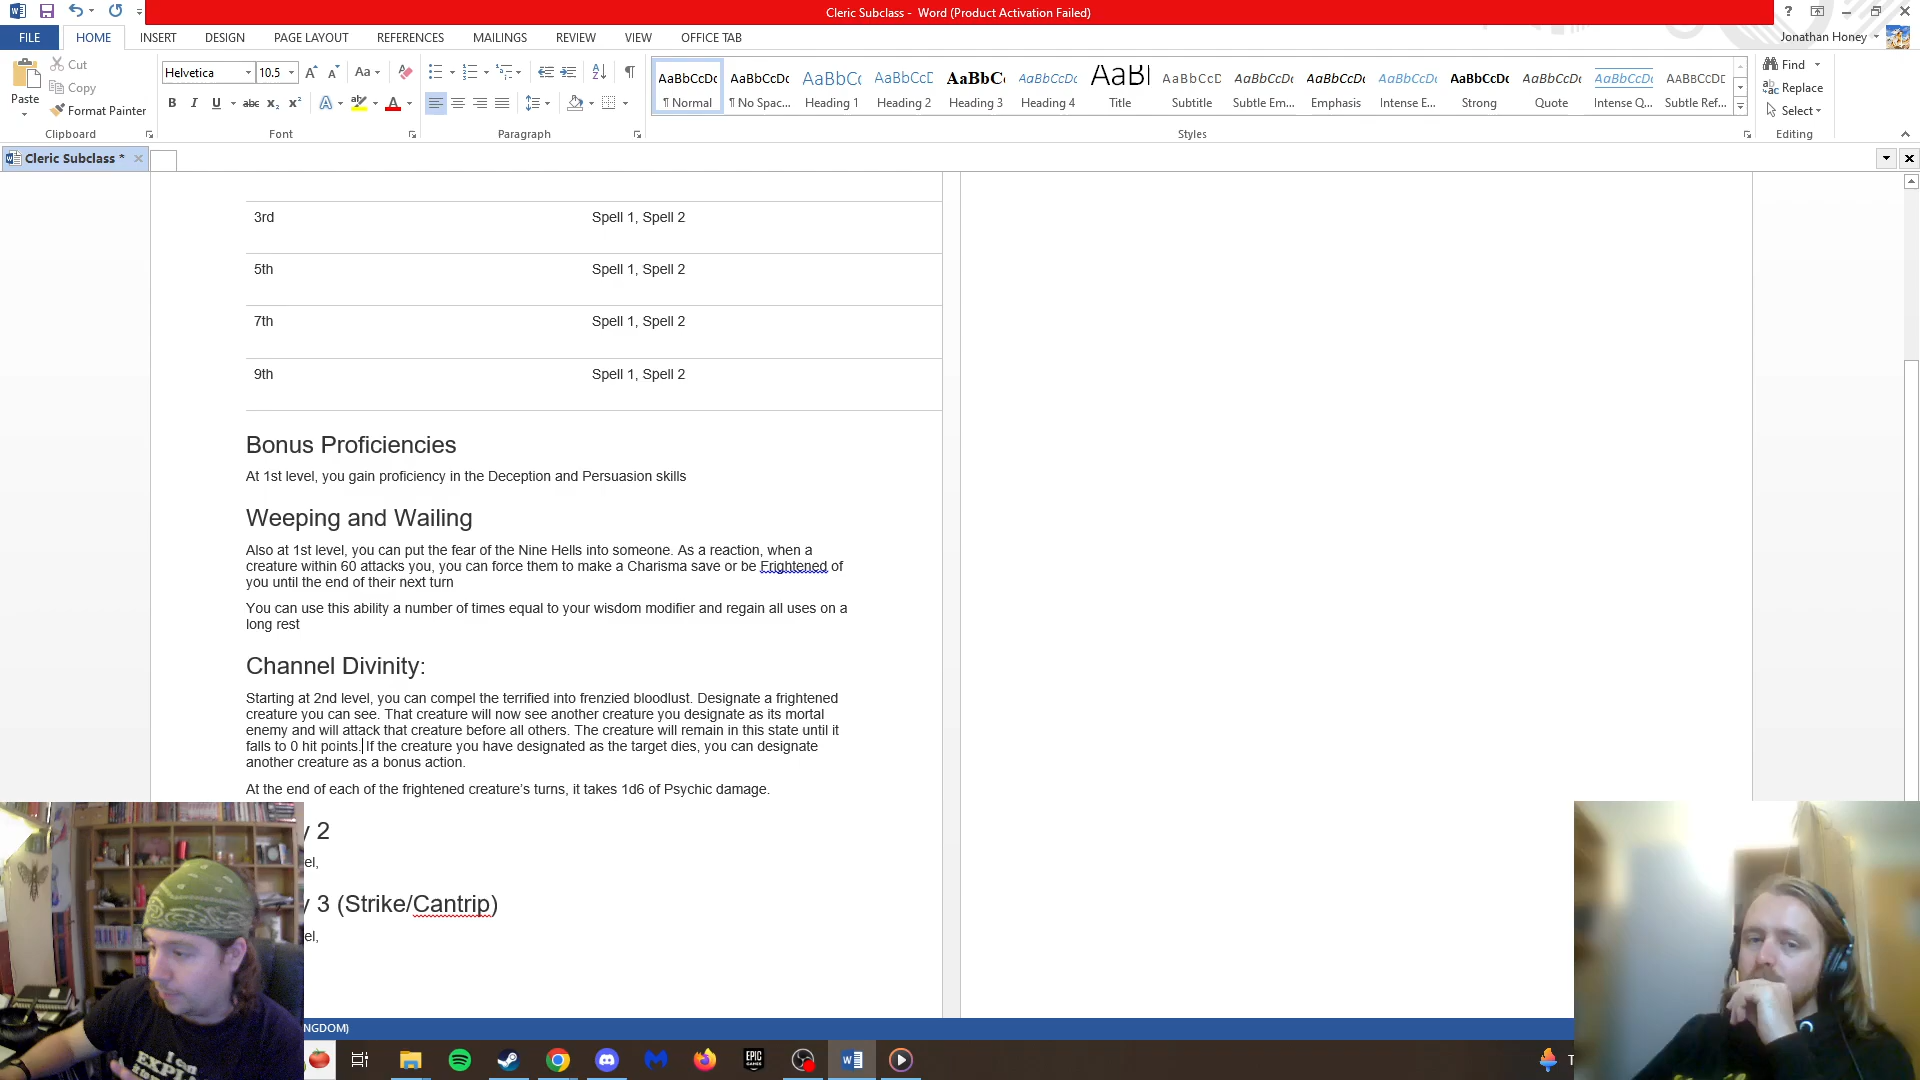 Cleric Subclass - Word (Product Activation Failed)
FILE HOME INSERT DESIGN PAGE LAYOUT REFERENCES MAILINGS REVIEW VIEW OFFICE TAB
Jonathan Honey
Paste
Cut
Copy
Format Painter
Clipboard
Helvetica 10.5
Font
Paragraph
AaBbCcDc AaBbCcDc AaBbCc AaBbCcD AaBbCc AaBbCcDc AaBl AaBbCcD AaBbCcDc AaBbCcDc AaBbCcDc AaBbCcDc AaBbCcDc AaBbCcDc AABBCCDE
¶ Normal ¶ No Spac... Heading 1 Heading 2 Heading 3 Heading 4 Title Subtitle Subtle Em... Emphasis Intense E... Strong Quote Intense Q... Subtle Ref...
Styles
Find
Replace
Select
Editing
Cleric Subclass *
3rd Spell 1, Spell 2
5th Spell 1, Spell 2
7th Spell 1, Spell 2
9th Spell 1, Spell 2
Bonus Proficiencies
At 1st level, you gain proficiency in the Deception and Persuasion skills
Weeping and Wailing
Also at 1st level, you can put the fear of the Nine Hells into someone. As a reaction, when a
creature within 60 attacks you, you can force them to make a Charisma save or be Frightened of
you until the end of their next turn
You can use this ability a number of times equal to your wisdom modifier and regain all uses on a
long rest
Channel Divinity:
Starting at 2nd level, you can compel the terrified into frenzied bloodlust. Designate a frightened
creature you can see. That creature will now see another creature you designate as its mortal
enemy and will attack that creature before all others. The creature will remain in this state until it
falls to 0 hit points. If the creature you have designated as the target dies, you can designate
another creature as a bonus action.
At the end of each of the frightened creature's turns, it takes 1d6 of Psychic damage.
y 2
el,
y 3 (Strike/Cantrip)
el,
NGDOM)
EPIC
GAMES